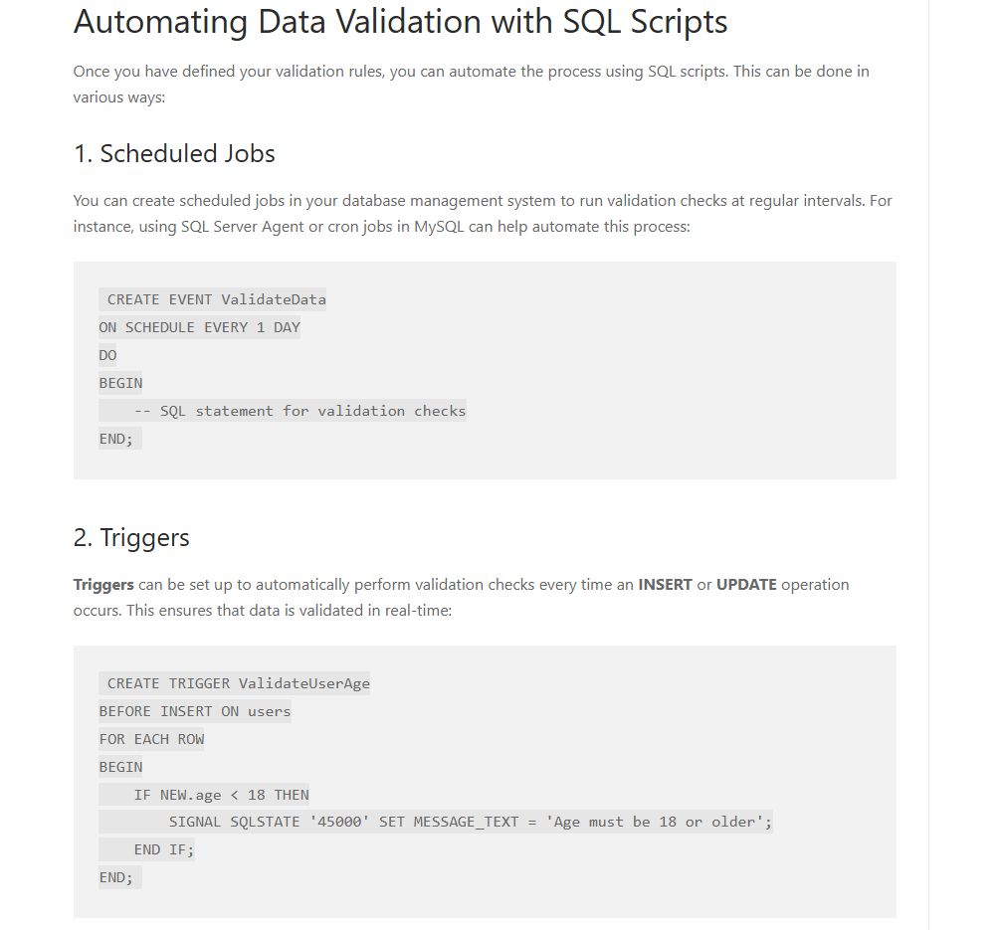 Automating Data Validation with SQL Scripts
Once you have defined your validation rules, you can automate the process using SQL scripts. This can be done in
various ways:
1. Scheduled Jobs
You can create scheduled jobs in your database management system to run validation checks at regular intervals. For
instance, using SQL Server Agent or cron jobs in MySQL can help automate this process:
CREATE EVENT ValidateData
ON SCHEDULE EVERY 1 DAY
DO
BEGIN
    -- SQL statement for validation checks
END;
2. Triggers
Triggers can be set up to automatically perform validation checks every time an INSERT or UPDATE operation
occurs. This ensures that data is validated in real-time:
CREATE TRIGGER ValidateUserAge
BEFORE INSERT ON users
FOR EACH ROW
BEGIN
    IF NEW.age < 18 THEN
        SIGNAL SQLSTATE '45000' SET MESSAGE_TEXT = 'Age must be 18 or older';
    END IF;
END;